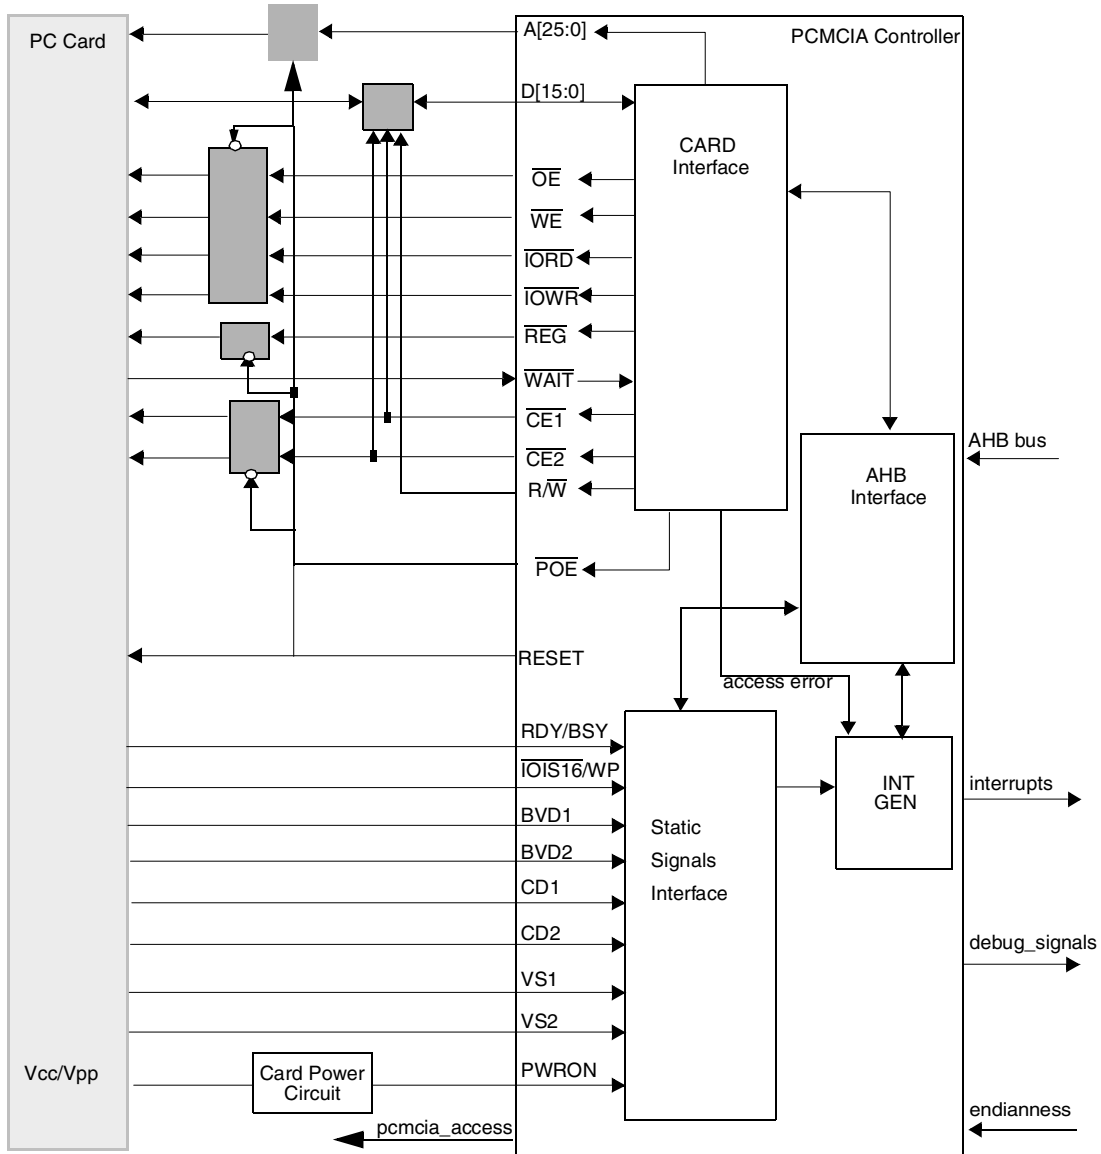 PC Card
A[25:0]
PCMCIA Controller
D[15:0]
CARD
Interface
OE
WE
IORD
IOWR
REG
WAIT
CE1
CE2
R/W
POE
AHB bus
AHB
Interface
RESET
access error
RDY/BSY
IOIS16/WP
BVD1
BVD2
CD1
CD2
VS1
VS2
PWRON
Static
Signals
Interface
INT
GEN
interrupts
debug_signals
Vcc/Vpp
Card Power
Circuit
pcmcia_access
endianness